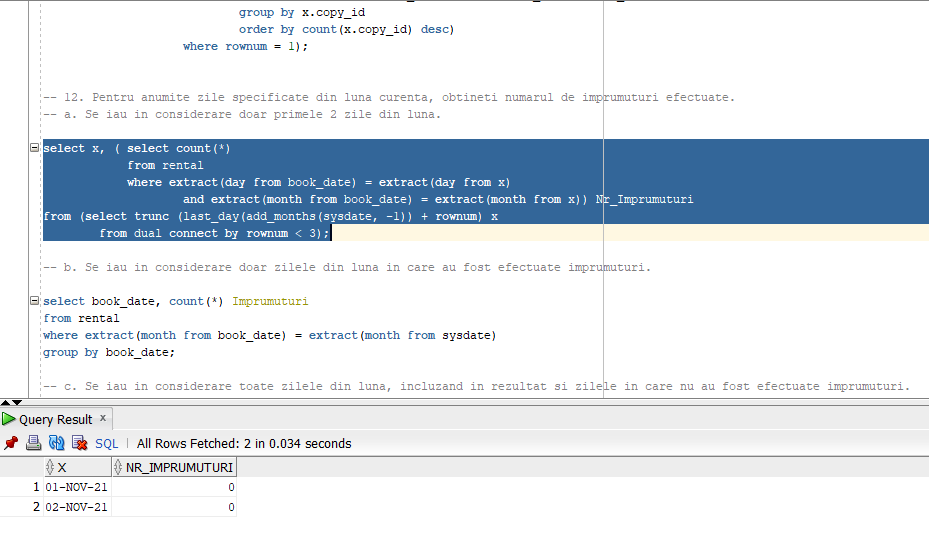 group by x.copy_id
order by count(x.copy_id) desc)
where rownum = 1);
-- 12. Pentru anumite zile specificate din luna curenta, obtineti numarul de imprumuturi efectuate.
-- a. Se iau in considerare doar primele 2 zile din luna.
select x, ( select count(*)
from rental
where extract(day from book_date) = extract(day from x)
and extract(month from book_date) = extract(month from x)) Nr_Imprumuturi
from (select trunc (last_day(add_months(sysdate, -1)) + rownum) x
from dual connect by rownum < 3);
-- b. Se iau in considerare doar zilele din luna in care au fost efectuate imprumuturi.
select book_date, count(*) Imprumuturi
from rental
where extract(month from book_date) = extract(month from sysdate)
group by book_date;
-- c. Se iau in considerare toate zilele din luna, incluzand in rezultat si zilele in care nu au fost efectuate imprumuturi.
Query Result x
SQL | All Rows Fetched: 2 in 0.034 seconds
X NR_IMPRUMUTURI
1 01-NOV-21 0
2 02-NOV-21 0